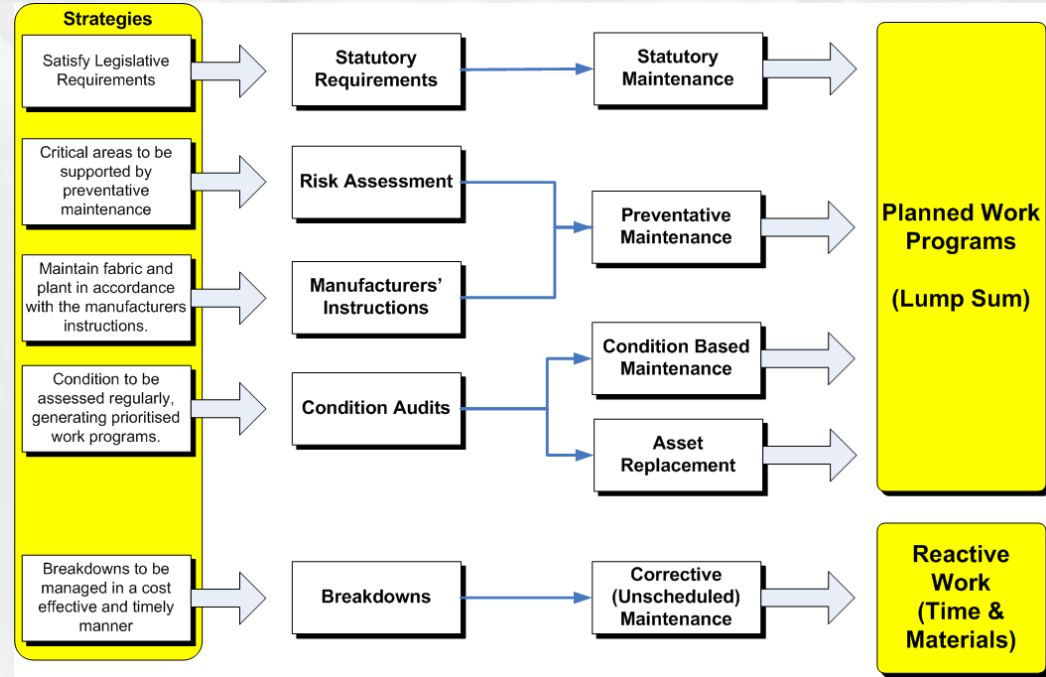 Strategies
Satisfy Legislative
Requirements
Statutory
Requirements
Statutory
Maintenance
Critical areas to be
supported by
preventative
maintenance
Risk Assessment
Preventative
Maintenance
Planned Work
Programs
(Lump Sum)
Maintain fabric and
plant in accordance
with the manufacturers
instructions.
Manufacturers’
Instructions
Condition to be
assessed regularly,
generating prioritised
work programs.
Condition Audits
Condition Based
Maintenance
Asset
Replacement
Breakdowns to be
managed in a cost
effective and timely
manner
Breakdowns
Corrective
(Unscheduled)
Maintenance
Reactive
Work
(Time &
Materials)